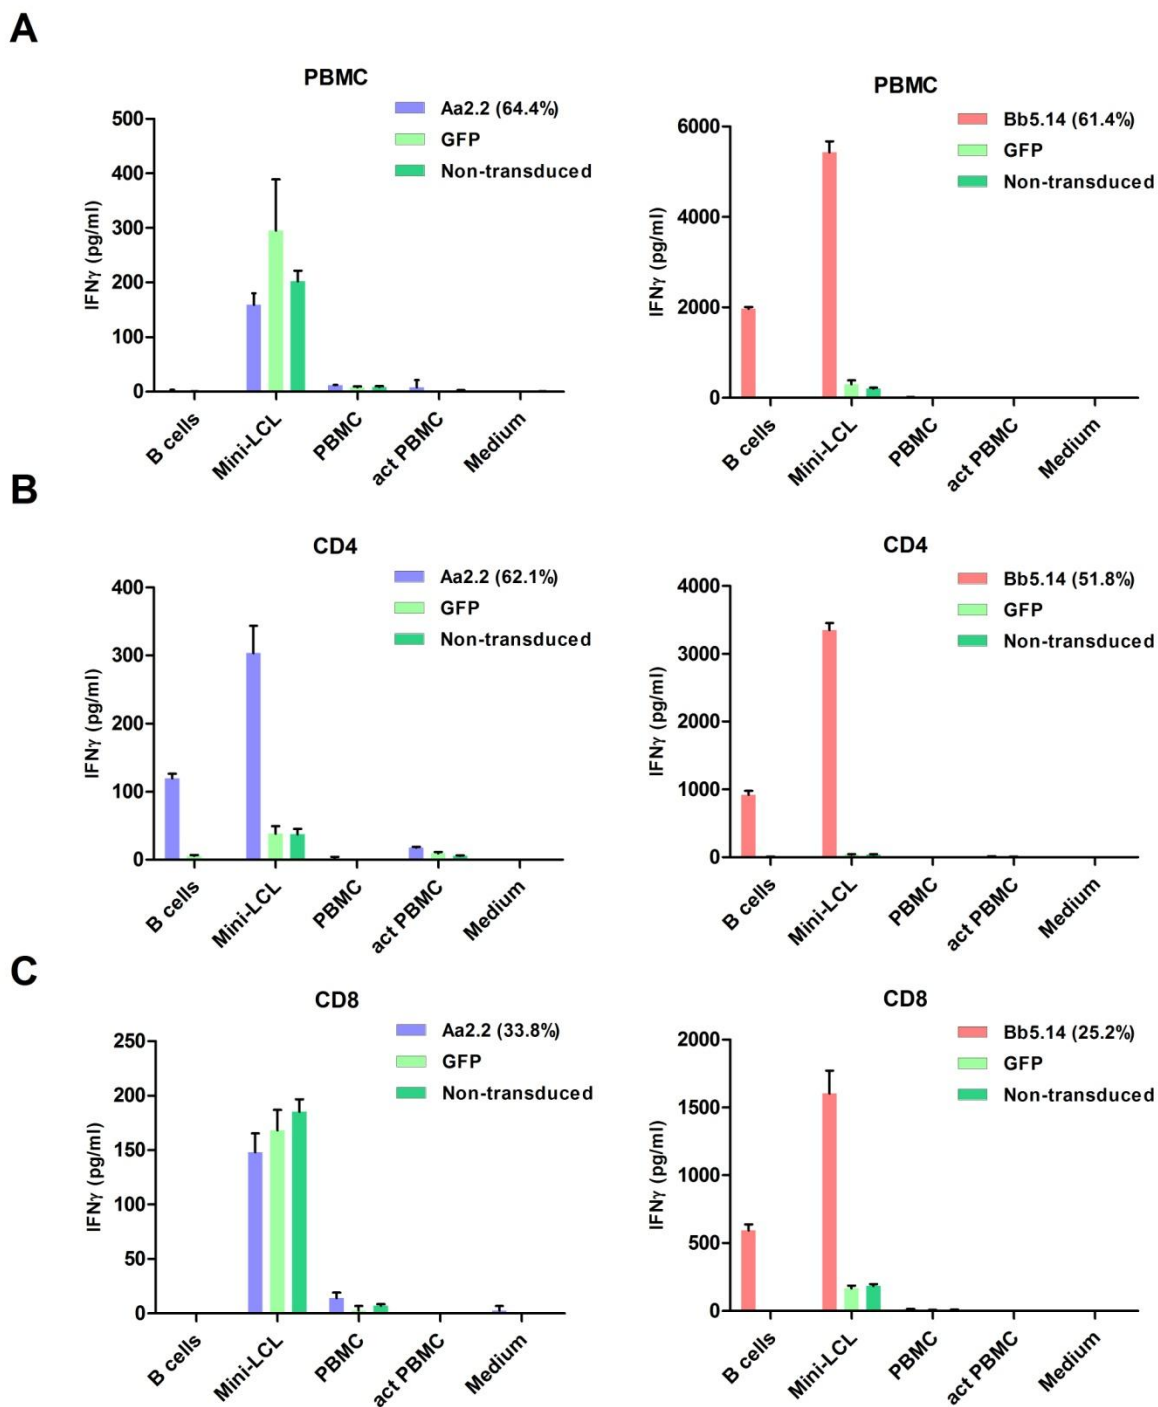 A
PBMC
Aa2.2 (64.4%)
GFP
Non-transduced
500
400
300
200
100
0
IFNγ (pg/ml)
B cells
Mini-LCL
PBMC
act PBMC
Medium
PBMC
Bb5.14 (61.4%)
GFP
Non-transduced
6000
4000
2000
0
IFNγ (pg/ml)
B cells
Mini-LCL
PBMC
act PBMC
Medium
B
CD4
Aa2.2 (62.1%)
GFP
Non-transduced
400
300
200
100
0
IFNγ (pg/ml)
B cells
Mini-LCL
PBMC
act PBMC
Medium
CD4
Bb5.14 (51.8%)
GFP
Non-transduced
4000
3000
2000
1000
0
IFNγ (pg/ml)
B cells
Mini-LCL
PBMC
act PBMC
Medium
C
CD8
Aa2.2 (33.8%)
GFP
Non-transduced
250
200
150
100
50
0
IFNγ (pg/ml)
B cells
Mini-LCL
PBMC
act PBMC
Medium
CD8
Bb5.14 (25.2%)
GFP
Non-transduced
2000
1500
1000
500
0
IFNγ (pg/ml)
B cells
Mini-LCL
PBMC
act PBMC
Medium